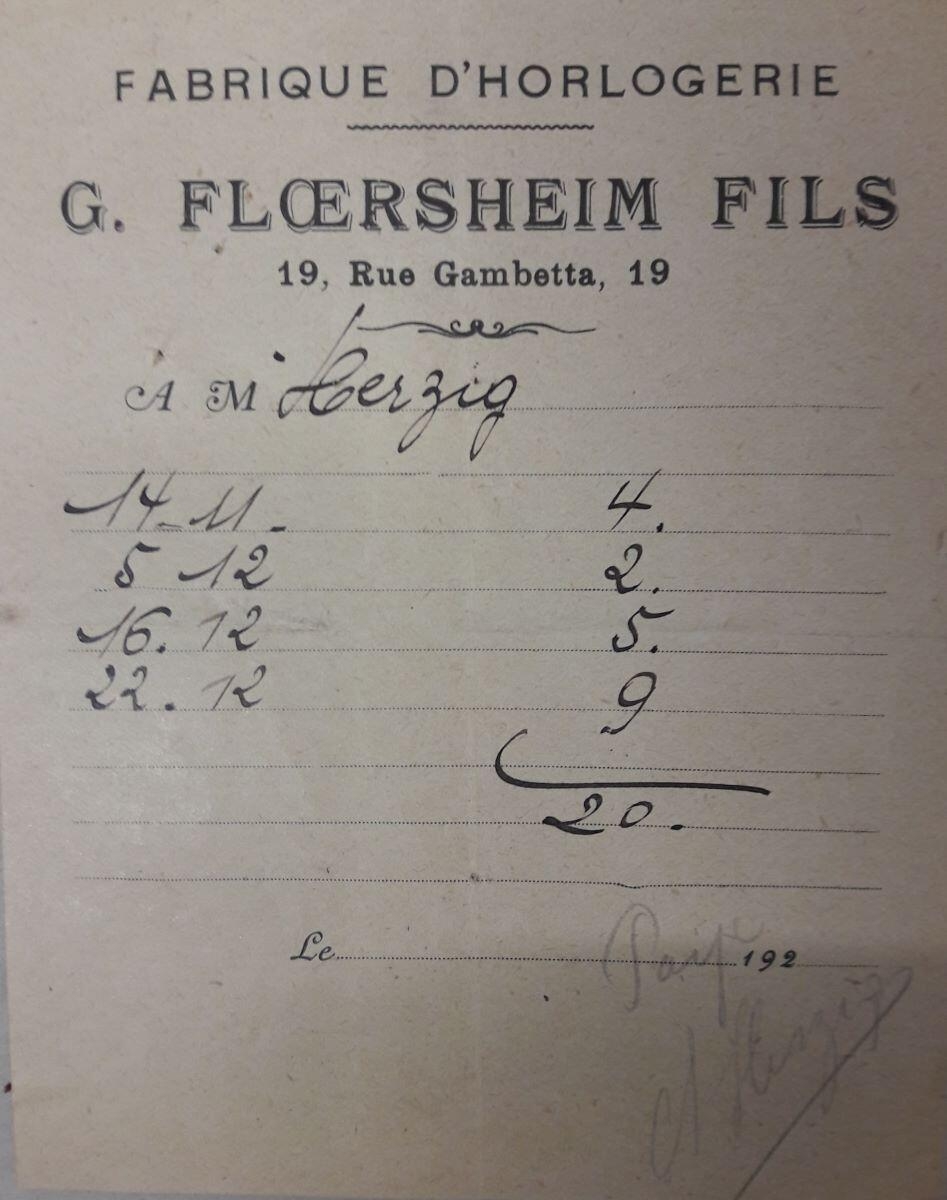 FABRIQUE D'HORLOGERIE
G. FLŒRSHEIM FILS
19, Rue Gambetta, 19
A M Herzig
14-11- 4.
5 12 2.
16. 12 5.
22. 12 9
20.
Le 192
Herzig